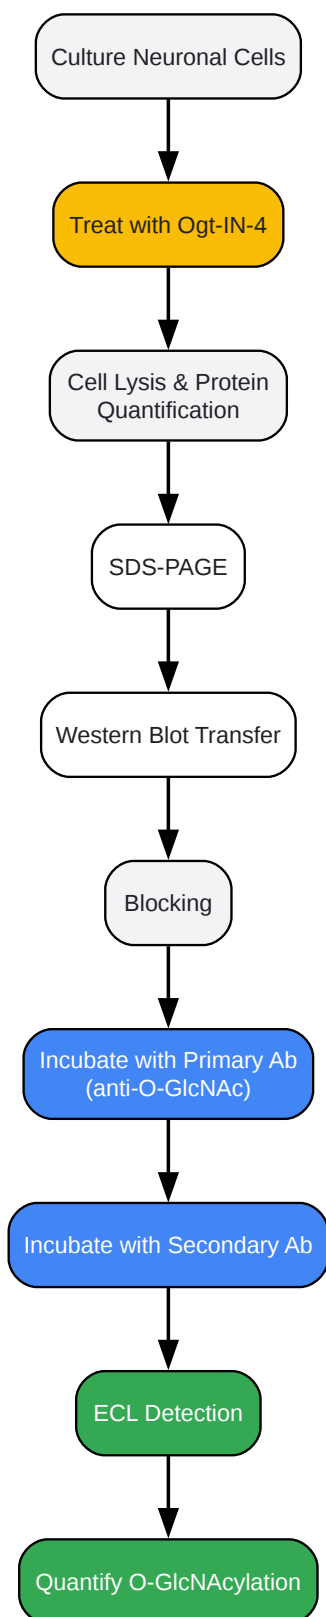 Culture Neuronal Cells
Treat with Ogt-IN-4
Cell Lysis & Protein
Quantification
SDS-PAGE
Western Blot Transfer
Blocking
Incubate with Primary Ab
(anti-O-GlcNAc)
Incubate with Secondary Ab
ECL Detection
Quantify O-GlcNAcylation